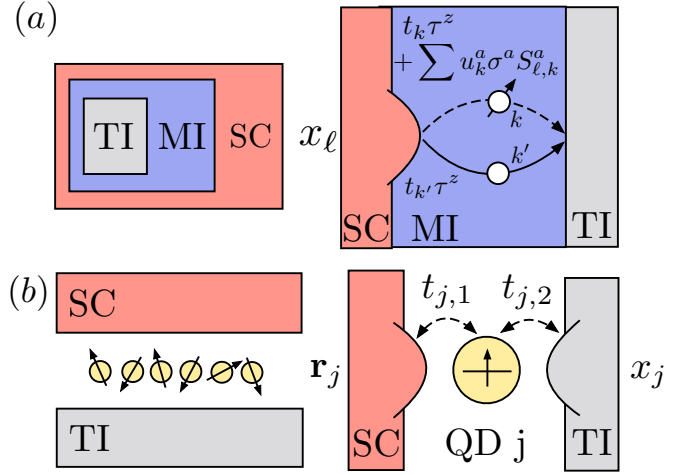 (a)
TI MI SC
x_ℓ
t_k τ^z
+ ∑ u_k^a σ^a S_{ℓ,k}^a
k
k′
t_{k′} τ^z
SC MI TI
(b)
SC
TI
t_{j,1} t_{j,2}
r_j x_j
SC QD j TI